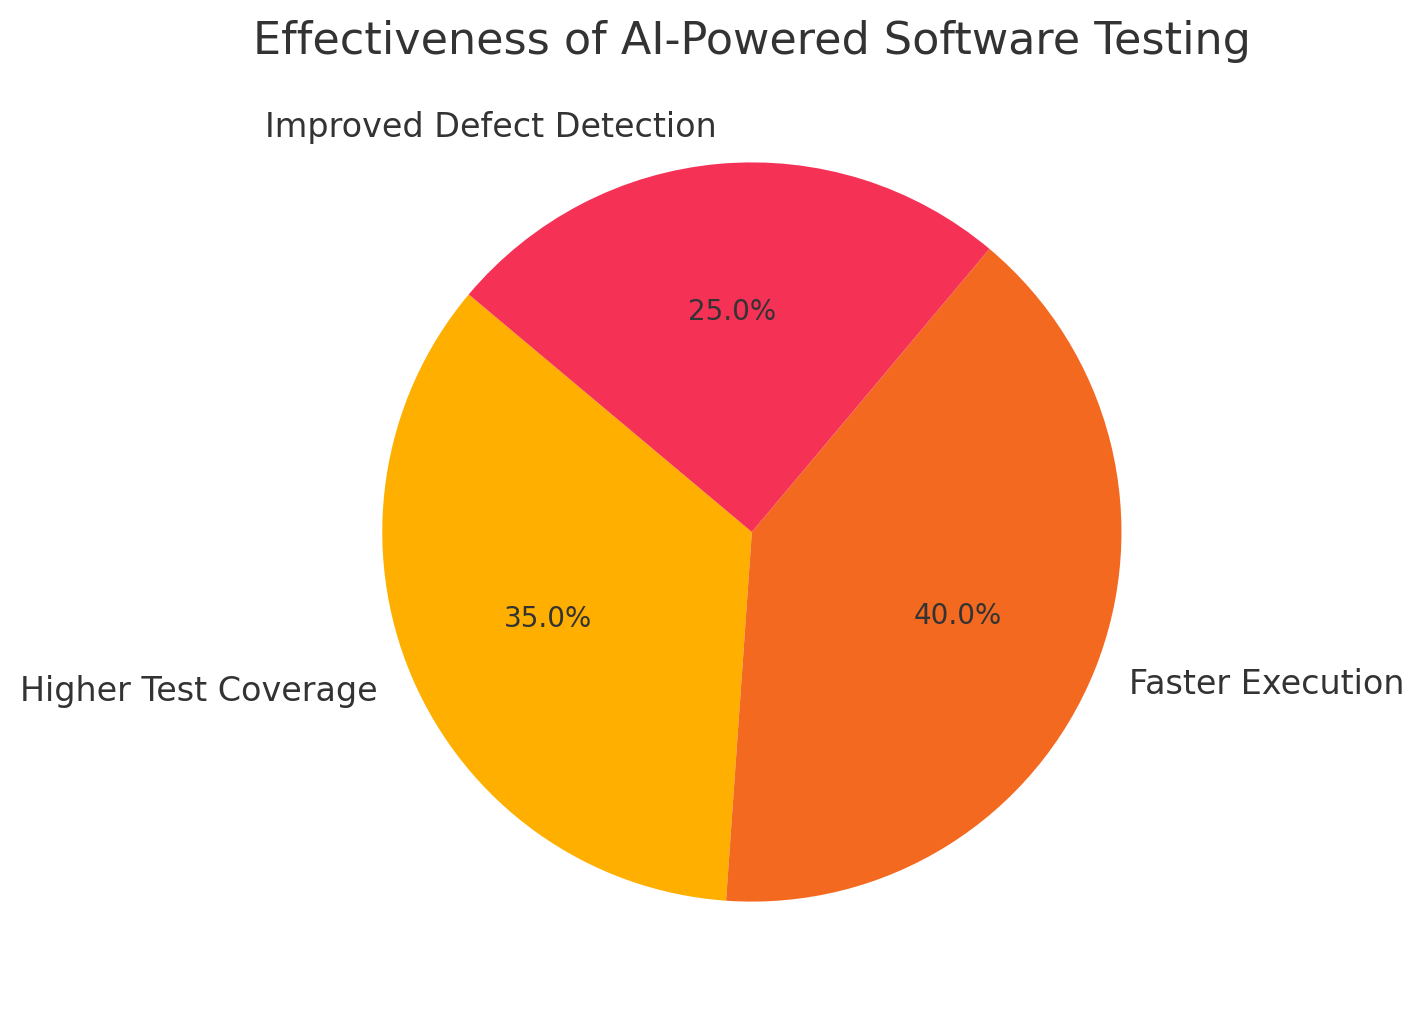 Effectiveness of AI-Powered Software Testing
Improved Defect Detection
25.0%
35.0%
40.0%
Higher Test Coverage
Faster Execution